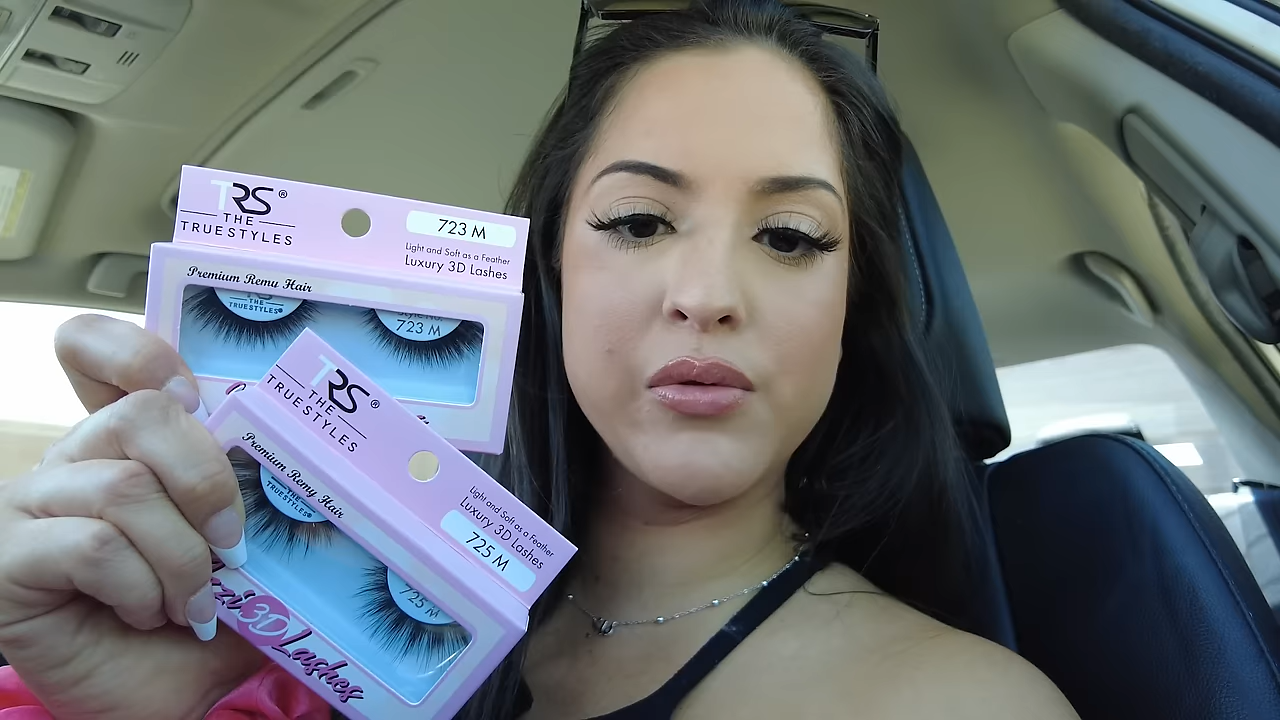 TRS®
THE
TRUESTYLES
723 M
Light and Soft as a Feather
Luxury 3D Lashes
Premium Remu Hair
THE
TRUESTYLES®
723 M
TRS®
THE
TRUESTYLES
Light and Soft as a Feather
Luxury 3D Lashes
725 M
Premium Remy Hair
THE
TRUESTYLES®
725 M
3D Lashes